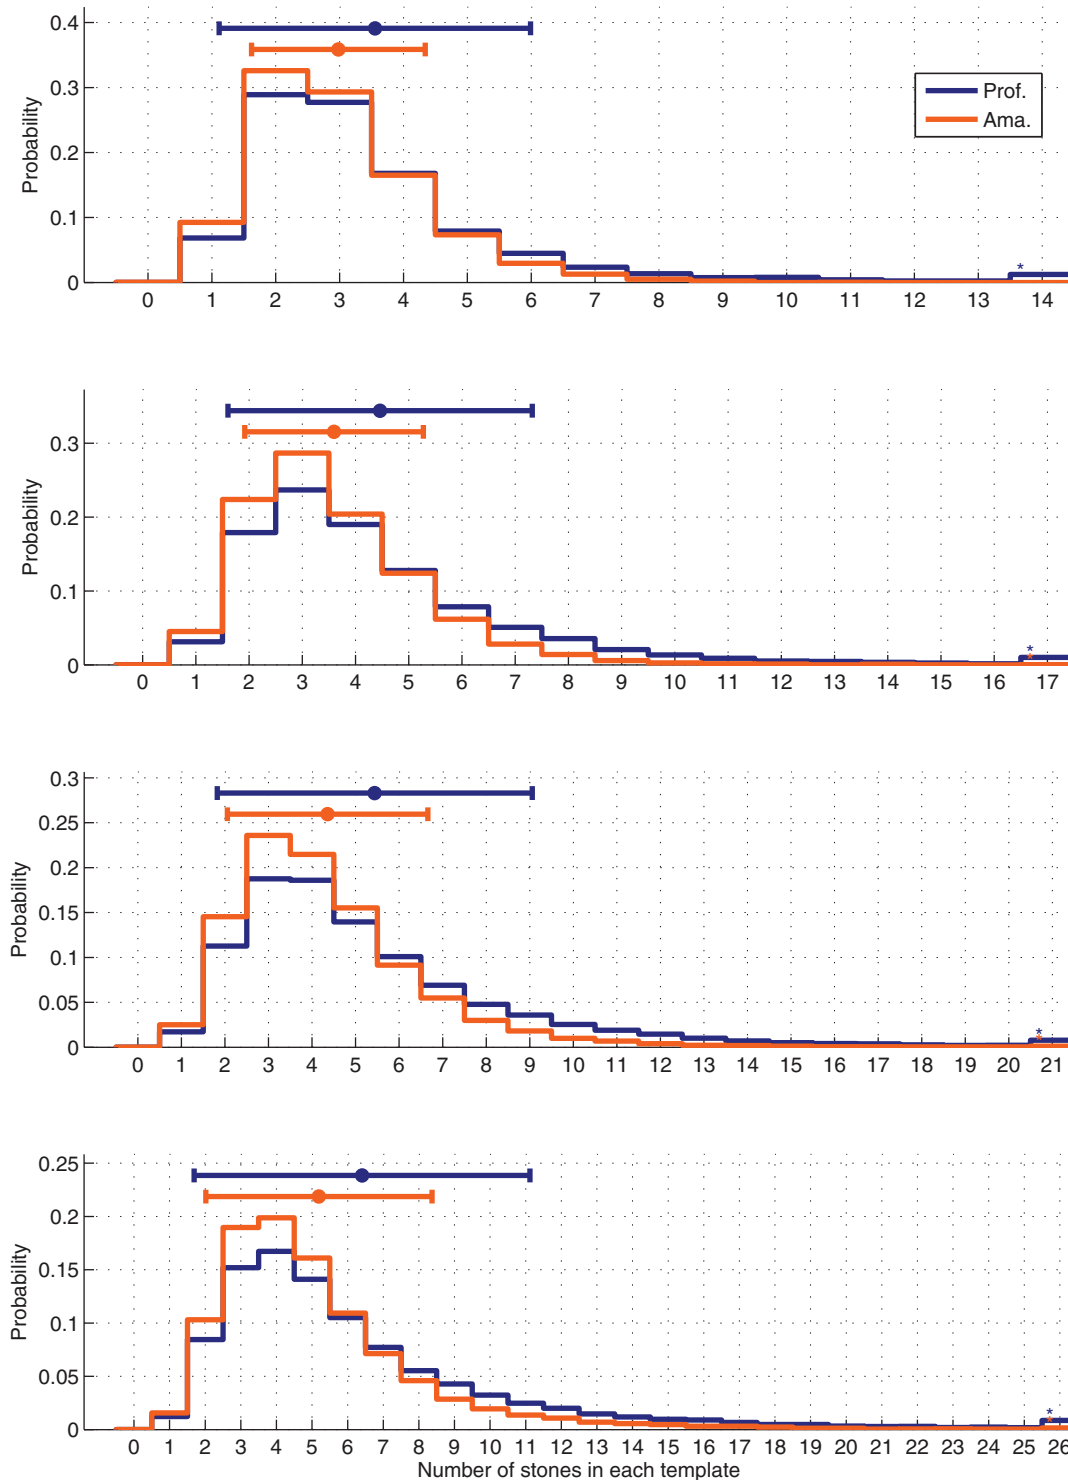 0.4
0.3
0.2
0.1
0
Probability
Prof.
Ama.
*
0 1 2 3 4 5 6 7 8 9 10 11 12 13 14
0.3
0.2
0.1
0
Probability
*
*
0 1 2 3 4 5 6 7 8 9 10 11 12 13 14 15 16 17
0.3
0.25
0.2
0.15
0.1
0.05
0
Probability
*
*
0 1 2 3 4 5 6 7 8 9 10 11 12 13 14 15 16 17 18 19 20 21
0.25
0.2
0.15
0.1
0.05
0
Probability
*
*
0 1 2 3 4 5 6 7 8 9 10 11 12 13 14 15 16 17 18 19 20 21 22 23 24 25 26
Number of stones in each template